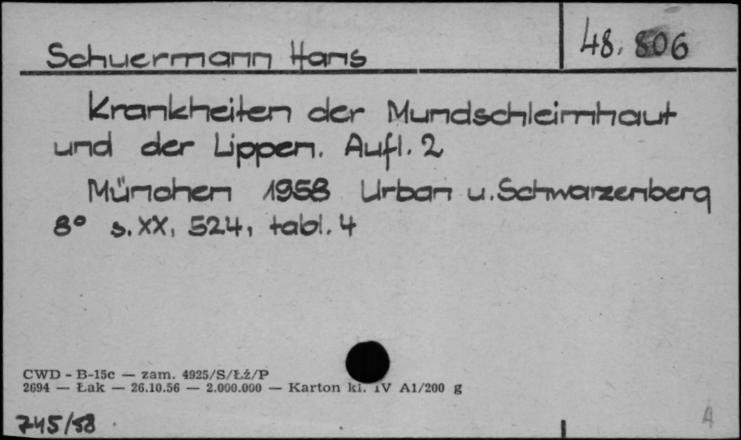 Schuermann Hans 48. 806
Krankheiten der Mundschleimhaut
und der Lippen. Aufl. 2
München 1958 Urban u. Schwarzenberg
8° s. XX, 524, tabl. 4
CWD - B-15c — zam. 4925/S/Łź/P
2694 — Łak — 26.10.56 — 2.000.000 — Karton kl. IV A1/200 g
745/58
A